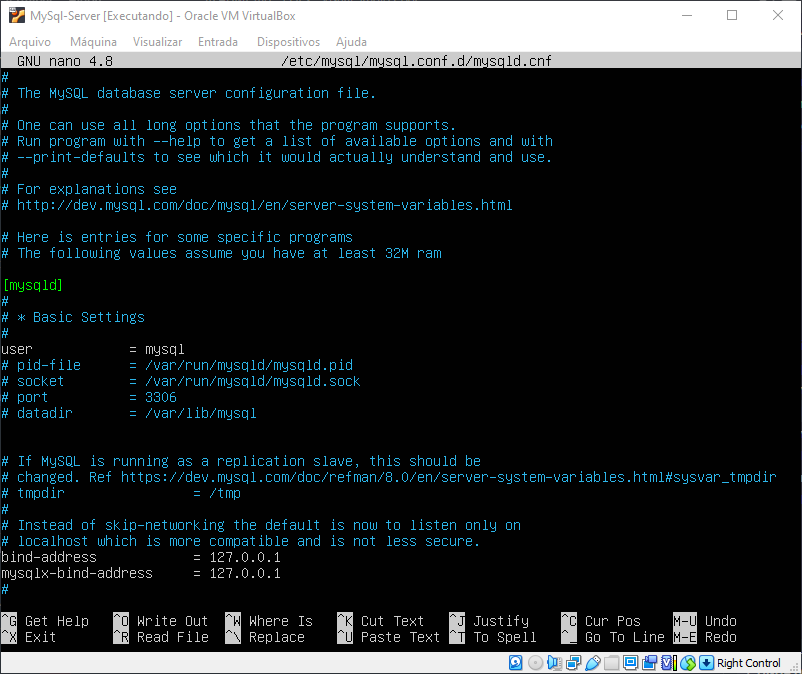 MySql-Server [Executando] - Oracle VM VirtualBox
Arquivo Máquina Visualizar Entrada Dispositivos Ajuda
GNU nano 4.8 /etc/mysql/mysql.conf.d/mysqld.cnf
#
# The MySQL database server configuration file.
#
# One can use all long options that the program supports.
# Run program with --help to get a list of available options and with
# --print-defaults to see which it would actually understand and use.
#
# For explanations see
# http://dev.mysql.com/doc/mysql/en/server-system-variables.html

# Here is entries for some specific programs
# The following values assume you have at least 32M ram

[mysqld]
#
# * Basic Settings
#
user = mysql
# pid-file = /var/run/mysqld/mysqld.pid
# socket = /var/run/mysqld/mysqld.sock
# port = 3306
# datadir = /var/lib/mysql

# If MySQL is running as a replication slave, this should be
# changed. Ref https://dev.mysql.com/doc/refman/8.0/en/server-system-variables.html#sysvar_tmpdir
# tmpdir = /tmp
#
# Instead of skip-networking the default is now to listen only on
# localhost which is more compatible and is not less secure.
bind-address = 127.0.0.1
mysqlx-bind-address = 127.0.0.1
#
^G Get Help ^O Write Out ^W Where Is ^K Cut Text ^J Justify ^C Cur Pos M-U Undo
^X Exit ^R Read File ^\ Replace ^U Paste Text ^T To Spell ^_ Go To Line M-E Redo
Right Control